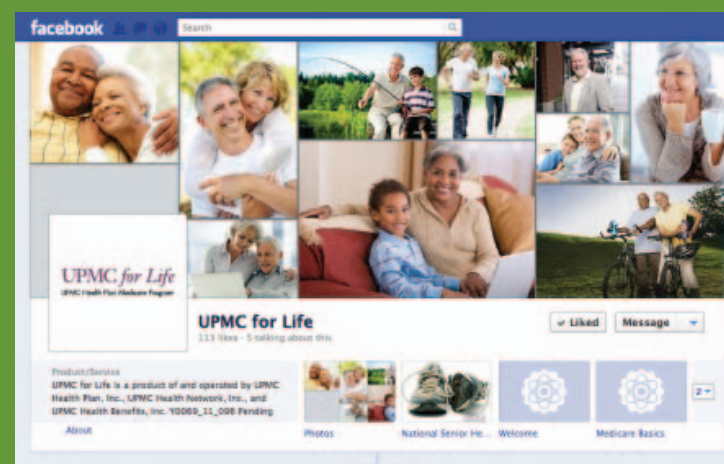 facebook
Search
UPMC for Life
UPMC Health Plan Medicare Program
UPMC for Life
113 likes · 5 talking about this
✓ Liked
Message
Product/Service
UPMC for Life is a product of and operated by UPMC
Health Plan, Inc., UPMC Health Network, Inc., and
UPMC Health Benefits, Inc. Y0069_11_096 Pending
About
Photos
National Senior He...
Welcome
Medicare Basics
2